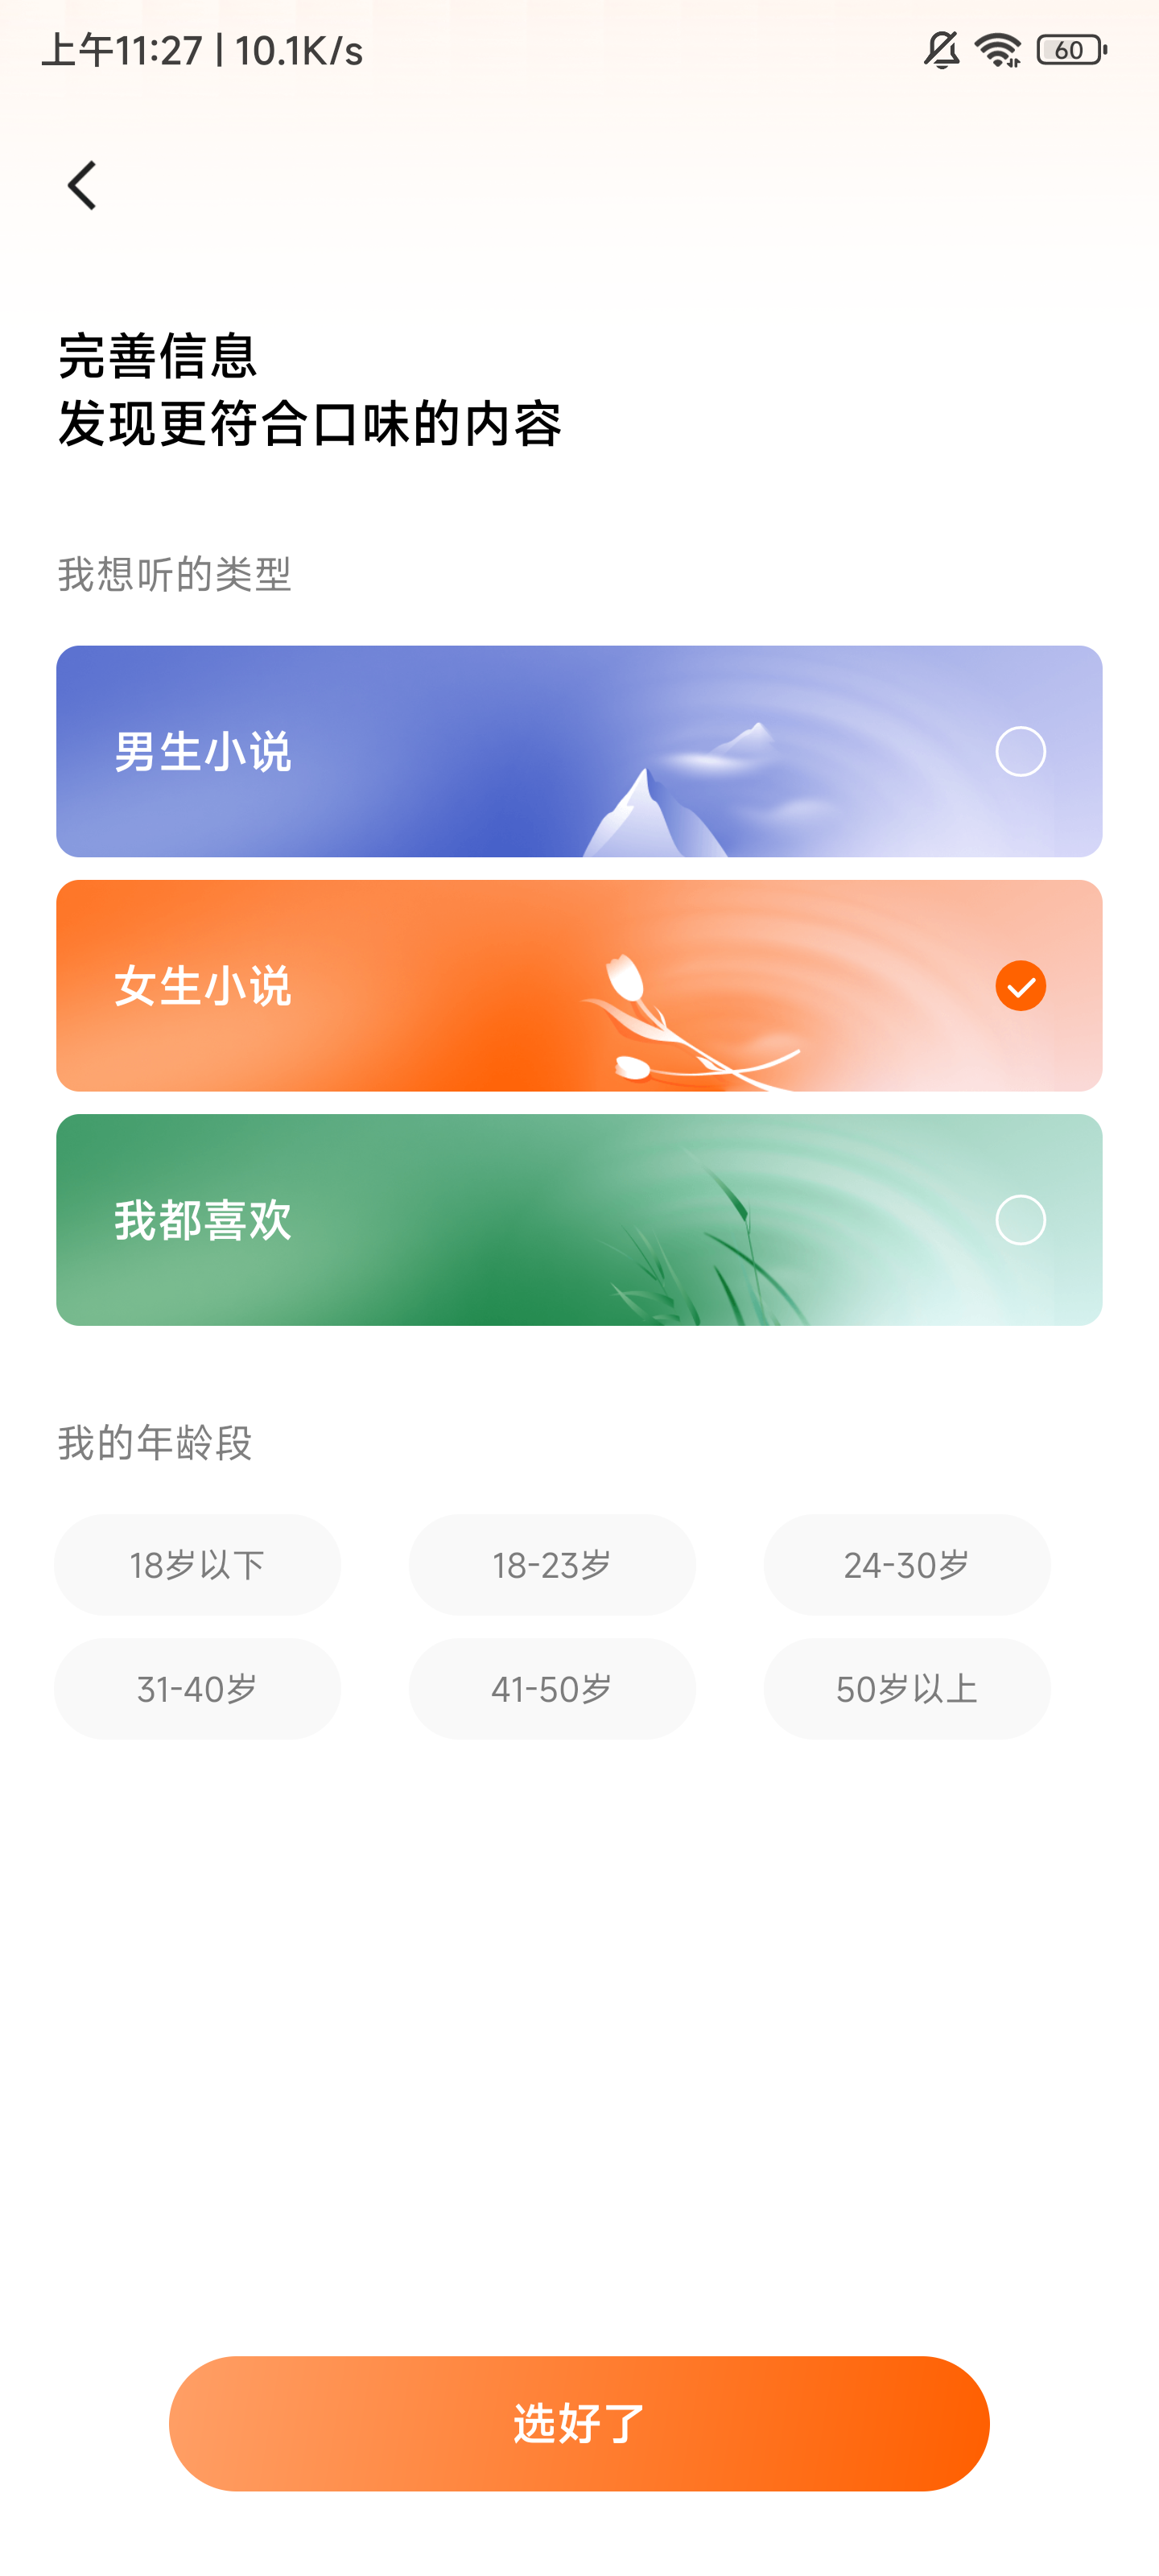 上午11:27 | 10.1K/s
60
完善信息
发现更符合口味的内容
我想听的类型
男生小说
女生小说
我都喜欢
我的年龄段
18岁以下 18-23岁 24-30岁
31-40岁 41-50岁 50岁以上
选好了